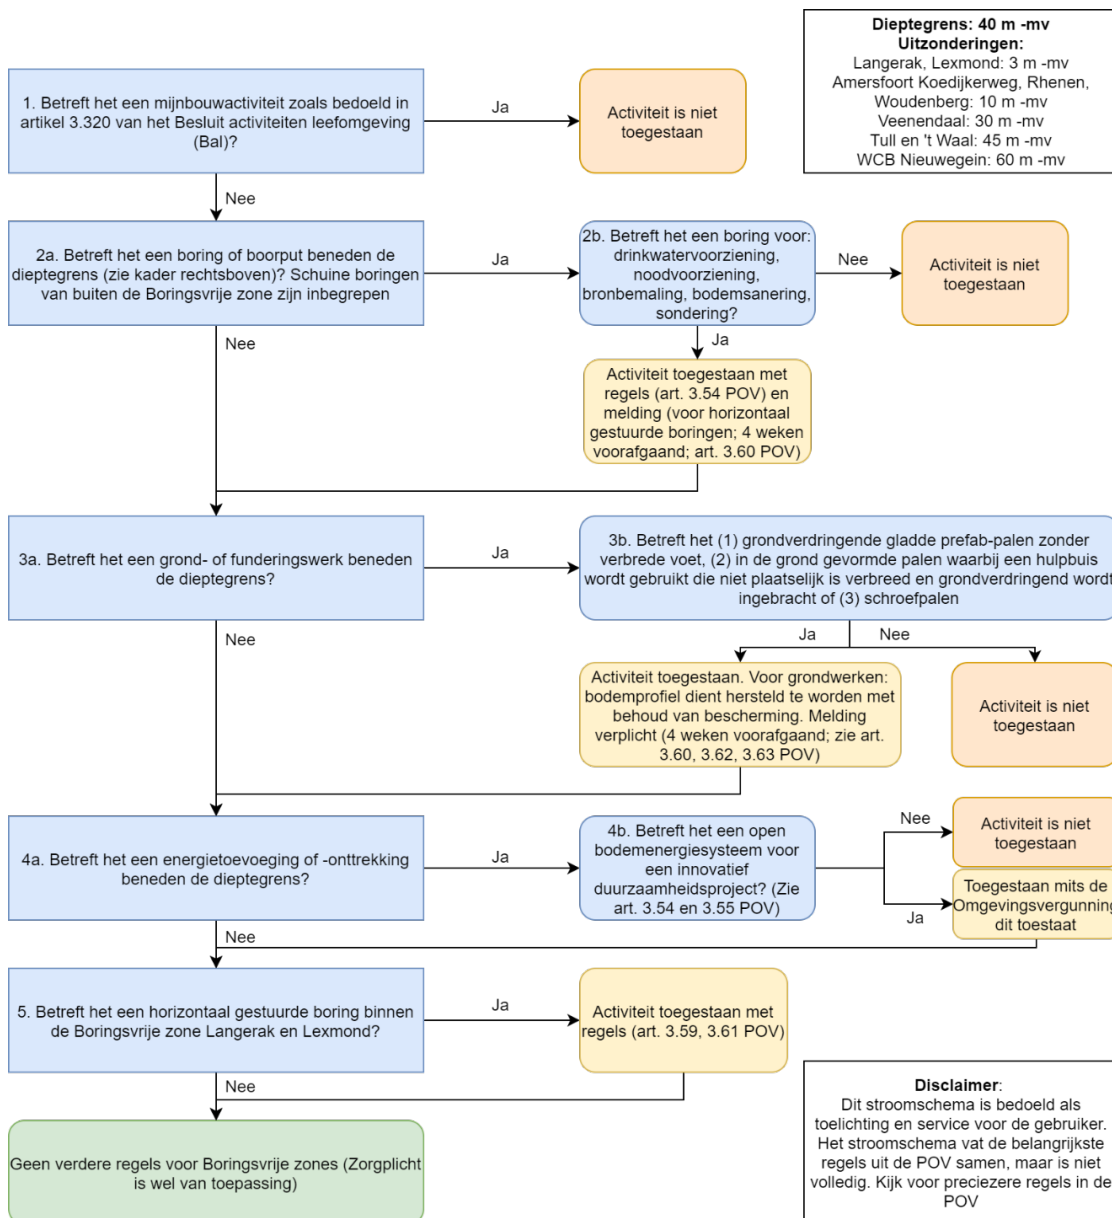 Dieptegrens: 40 m -mv
Uitzonderingen:
Langerak, Lexmond: 3 m -mv
Amersfoort Koedijkerweg, Rhenen,
Woudenberg: 10 m -mv
Veenendaal: 30 m -mv
Tull en 't Waal: 45 m -mv
WCB Nieuwegein: 60 m -mv
1. Betreft het een mijnbouwactiviteit zoals bedoeld in
artikel 3.320 van het Besluit activiteiten leefomgeving
(Bal)?
Ja
Activiteit is niet
toegestaan
Nee
2a. Betreft het een boring of boorput beneden de
dieptegrens (zie kader rechtsboven)? Schuine boringen
van buiten de Boringsvrije zone zijn inbegrepen
Ja
2b. Betreft het een boring voor:
drinkwatervoorziening,
noodvoorziening,
bronbemaling, bodemsanering,
sondering?
Nee
Activiteit is niet
toegestaan
Nee
Ja
Activiteit toegestaan met
regels (art. 3.54 POV) en
melding (voor horizontaal
gestuurde boringen; 4 weken
voorafgaand; art. 3.60 POV)
3a. Betreft het een grond- of funderingswerk beneden
de dieptegrens?
Ja
3b. Betreft het (1) grondverdringende gladde prefab-palen zonder
verbrede voet, (2) in de grond gevormde palen waarbij een hulpbuis
wordt gebruikt die niet plaatselijk is verbreed en grondverdringend wordt
ingebracht of (3) schroefpalen
Nee
Ja
Nee
Activiteit toegestaan. Voor grondwerken:
bodemprofiel dient hersteld te worden met
behoud van bescherming. Melding
verplicht (4 weken voorafgaand; zie art.
3.60, 3.62, 3.63 POV)
Activiteit is niet
toegestaan
4a. Betreft het een energietoevoeging of -onttrekking
beneden de dieptegrens?
Ja
4b. Betreft het een open
bodemenergiesysteem voor
een innovatief
duurzaamheidsproject? (Zie
art. 3.54 en 3.55 POV)
Nee
Activiteit is niet
toegestaan
Ja
Toegestaan mits de
Omgevingsvergunning
dit toestaat
Nee
5. Betreft het een horizontaal gestuurde boring binnen
de Boringsvrije zone Langerak en Lexmond?
Ja
Activiteit toegestaan met
regels (art. 3.59, 3.61 POV)
Nee
Geen verdere regels voor Boringsvrije zones (Zorgplicht
is wel van toepassing)
Disclaimer:
Dit stroomschema is bedoeld als
toelichting en service voor de gebruiker.
Het stroomschema vat de belangrijkste
regels uit de POV samen, maar is niet
volledig. Kijk voor preciezere regels in de
POV